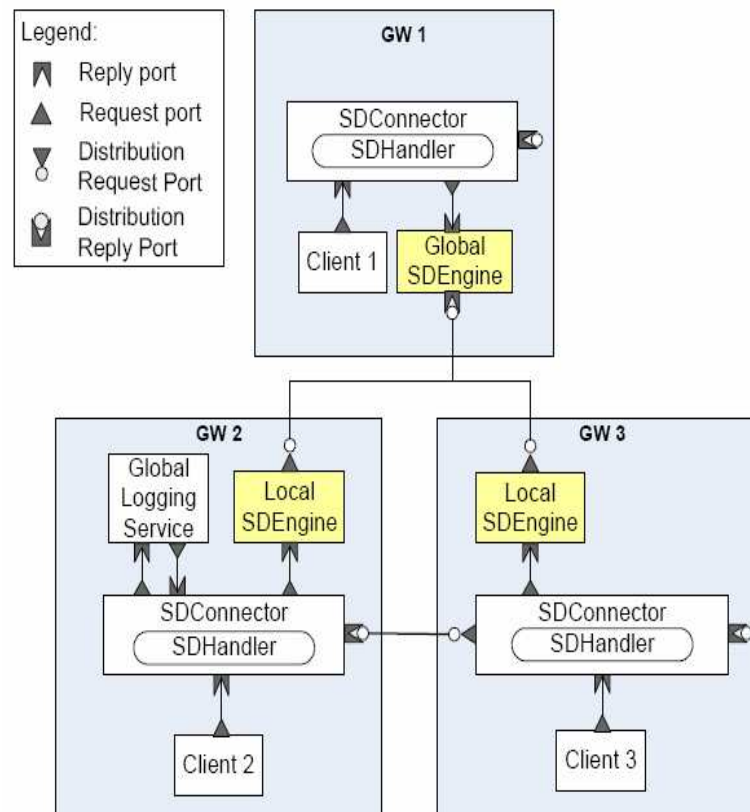 Legend:
Reply port
Request port
Distribution
Request Port
Distribution
Reply Port
GW 1
SDConnector
SDHandler
Client 1
Global
SDEngine
GW 2
Global
Logging
Service
Local
SDEngine
SDConnector
SDHandler
Client 2
GW 3
Local
SDEngine
SDConnector
SDHandler
Client 3